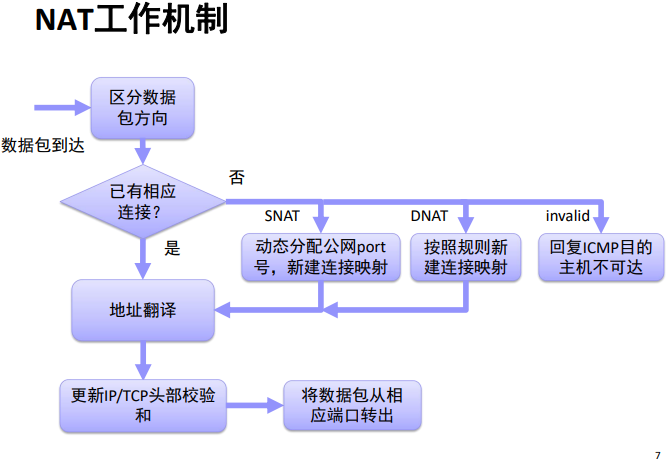 NAT工作机制
区分数据
包方向
数据包到达
已有相应
连接？
否
是
SNAT
DNAT
invalid
动态分配公网port
号，新建连接映射
按照规则新
建连接映射
回复ICMP目的
主机不可达
地址翻译
更新IP/TCP头部校验
和
将数据包从相
应端口转出
7